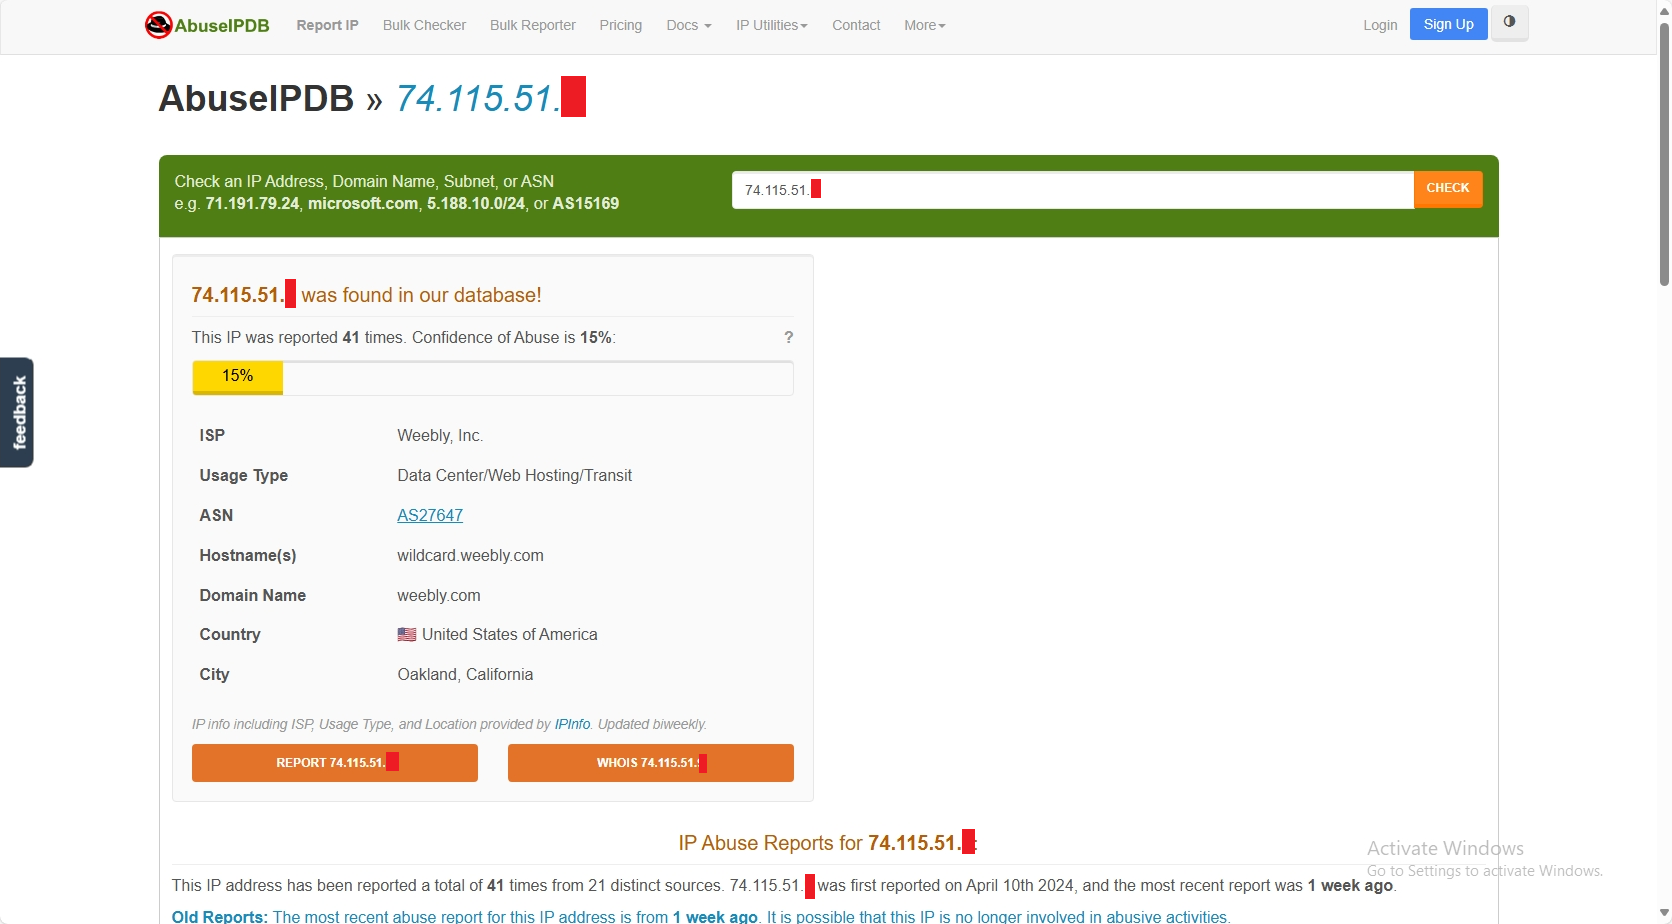 AbuseIPDB Report IP Bulk Checker Bulk Reporter Pricing Docs IP Utilities Contact More Login Sign Up
AbuseIPDB » 74.115.51.
Check an IP Address, Domain Name, Subnet, or ASN
e.g. 71.191.79.24, microsoft.com, 5.188.10.0/24, or AS15169
74.115.51.
CHECK
74.115.51. was found in our database!
This IP was reported 41 times. Confidence of Abuse is 15%: ?
15%
feedback
ISP Weebly, Inc.
Usage Type Data Center/Web Hosting/Transit
ASN AS27647
Hostname(s) wildcard.weebly.com
Domain Name weebly.com
Country United States of America
City Oakland, California
IP info including ISP, Usage Type, and Location provided by IPInfo. Updated biweekly.
REPORT 74.115.51. WHOIS 74.115.51.
IP Abuse Reports for 74.115.51. :
This IP address has been reported a total of 41 times from 21 distinct sources. 74.115.51. was first reported on April 10th 2024, and the most recent report was 1 week ago.
Old Reports: The most recent abuse report for this IP address is from 1 week ago. It is possible that this IP is no longer involved in abusive activities.
Activate Windows
Go to Settings to activate Windows.